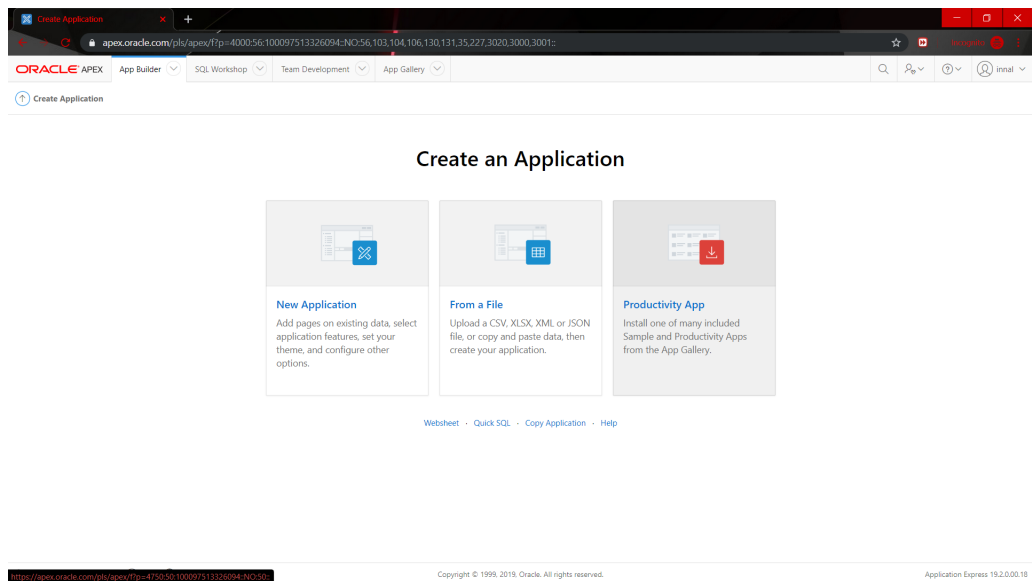 Create Application
apex.oracle.com/pls/apex/f?p=4000:56:100097513326094::NO:56,103,104,106,130,131,35,227,3020,3000,3001::
ORACLE APEX App Builder SQL Workshop Team Development App Gallery innal
Create Application
Create an Application
New Application
Add pages on existing data, select
application features, set your
theme, and configure other
options.
From a File
Upload a CSV, XLSX, XML or JSON
file, or copy and paste data, then
create your application.
Productivity App
Install one of many included
Sample and Productivity Apps
from the App Gallery.
Websheet · Quick SQL · Copy Application · Help
https://apex.oracle.com/pls/apex/f?p=4750:50:100097513326094::NO:50::
Copyright © 1999, 2019, Oracle. All rights reserved.
Application Express 19.2.0.00.18